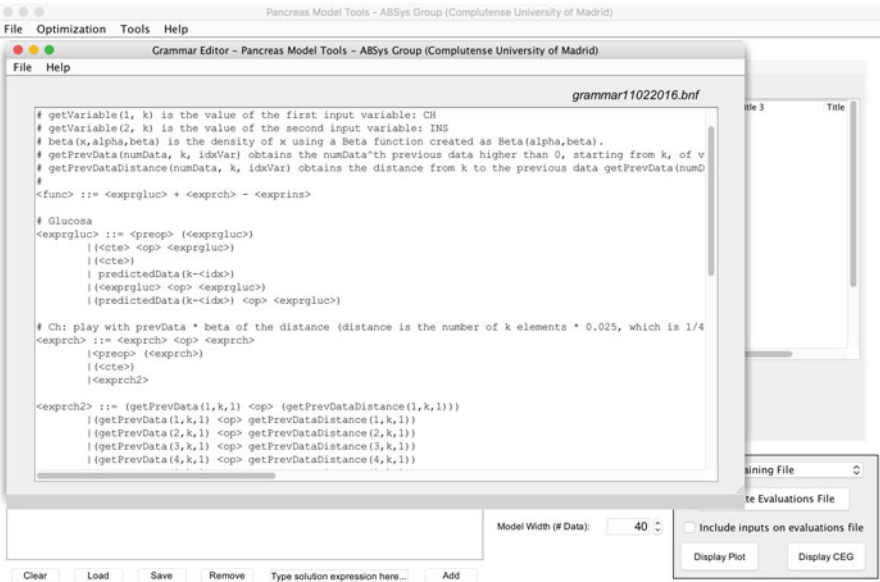 Pancreas Model Tools - ABSys Group (Complutense University of Madrid)
File Optimization Tools Help
Grammar Editor - Pancreas Model Tools - ABSys Group (Complutense University of Madrid)
File Help
grammar11022016.bnf
# getVariable(1, k) is the value of the first input variable: CH
# getVariable(2, k) is the value of the second input variable: INS
# beta(x,alpha,beta) is the density of x using a Beta function created as Beta(alpha,beta).
# getPrevData(numData, k, idxVar) obtains the numData^th previous data higher than 0, starting from k, of v
# getPrevDataDistance(numData, k, idxVar) obtains the distance from k to the previous data getPrevData(numD
#
<func> ::= <exprgluc> + <exprch> - <exprins>
# Glucosa
<exprgluc> ::= <preop> (<exprgluc>)
|(<cte> <op> <exprgluc>)
|(<cte>)
| predictedData(k-<idx>)
|(<exprgluc> <op> <exprgluc>)
|(predictedData(k-<idx>) <op> <exprgluc>)
# Ch: play with prevData * beta of the distance (distance is the number of k elements * 0.025, which is 1/4
<exprch> ::= <exprch> <op> <exprch>
|<preop> (<exprch>)
|(<cte>)
|<exprch2>
<exprch2> ::= (getPrevData(1,k,1) <op> (getPrevDataDistance(1,k,1)))
|(getPrevData(1,k,1) <op> getPrevDataDistance(1,k,1))
|(getPrevData(2,k,1) <op> getPrevDataDistance(2,k,1))
|(getPrevData(3,k,1) <op> getPrevDataDistance(3,k,1))
|(getPrevData(4,k,1) <op> getPrevDataDistance(4,k,1))
itle 3 Title
aining File
te Evaluations File
Model Width (# Data): 40
Include inputs on evaluations file
Display Plot Display CEG
Clear Load Save Remove Type solution expression here... Add